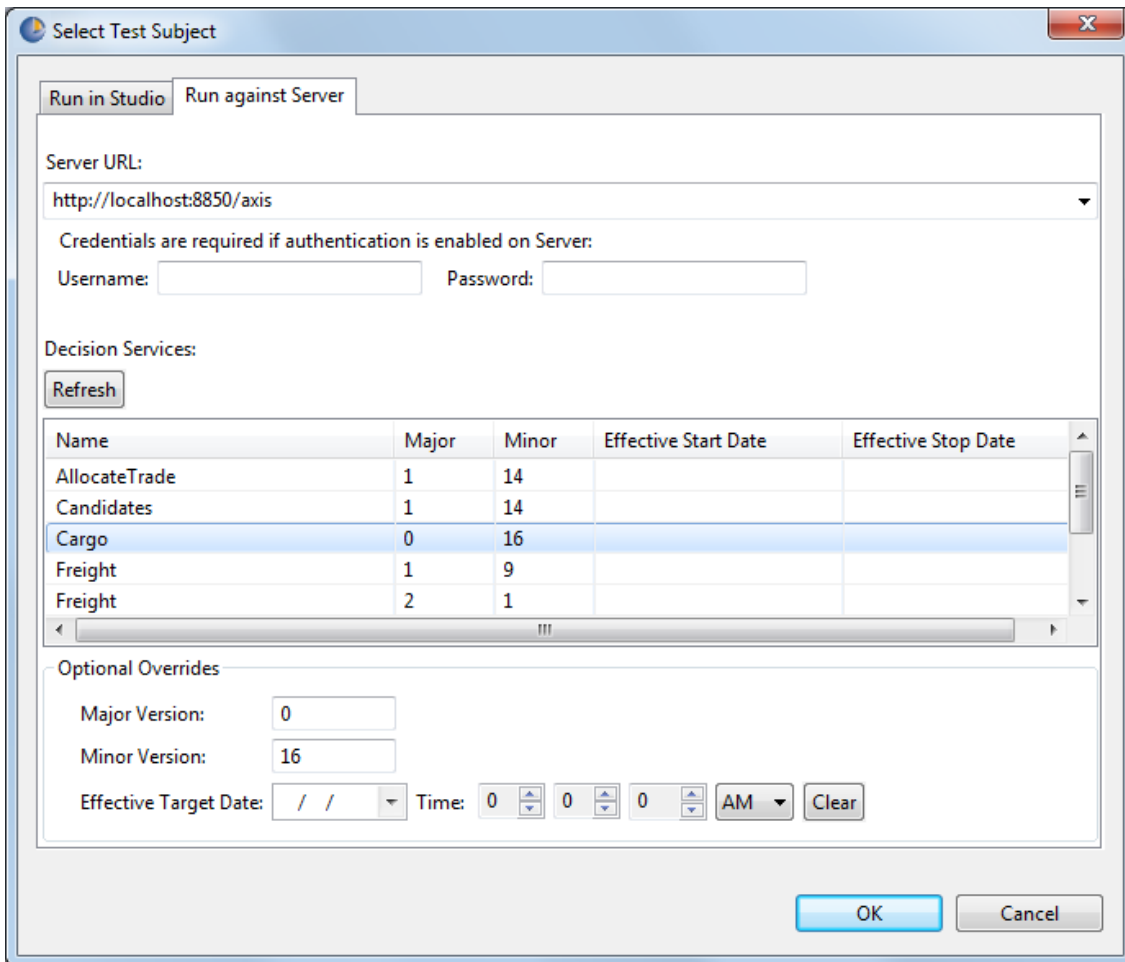 Select Test Subject
Run in Studio Run against Server
Server URL:
http://localhost:8850/axis
Credentials are required if authentication is enabled on Server:
Username: Password:
Decision Services:
Refresh
Name Major Minor Effective Start Date Effective Stop Date
AllocateTrade 1 14
Candidates 1 14
Cargo 0 16
Freight 1 9
Freight 2 1
Optional Overrides
Major Version: 0
Minor Version: 16
Effective Target Date: / / Time: 0 0 0 AM Clear
OK Cancel